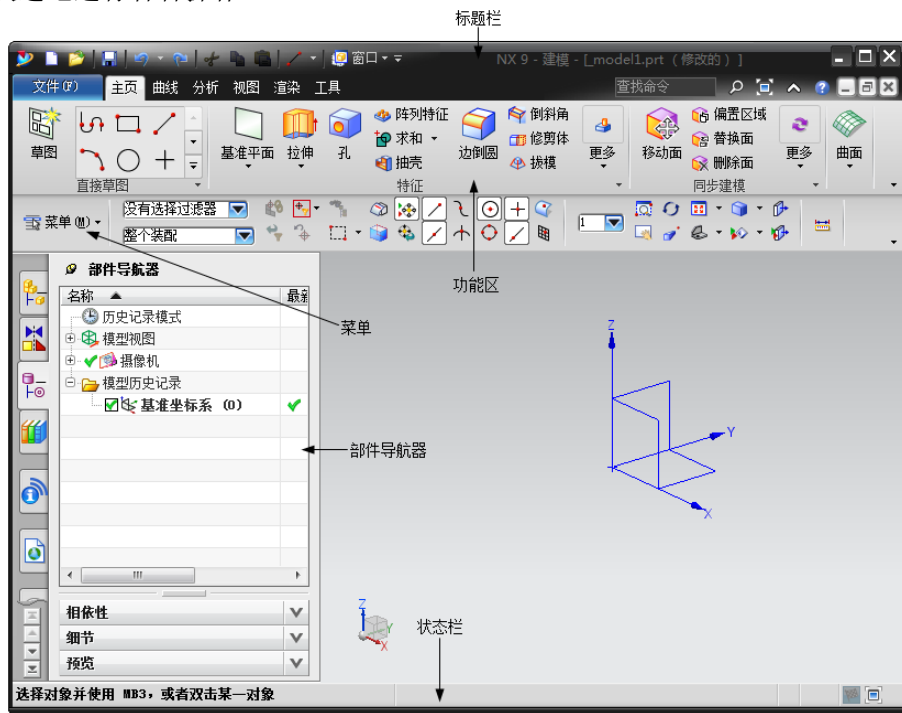 标题栏
窗口
NX 9 - 建模 - [_model1.prt （修改的）]
文件(F) 主页 曲线 分析 视图 渲染 工具 查找命令
草图 基准平面 拉伸 孔 阵列特征 求和 抽壳 边倒圆 倒斜角 修剪体 拔模 更多 移动面 偏置区域 替换面 删除面 更多 曲面
直接草图 特征 同步建模
菜单(M) 没有选择过滤器 整个装配 1
功能区
部件导航器
名称 最新
历史记录模式
菜单
模型视图
摄像机
模型历史记录
基准坐标系 (0)
部件导航器
Z
Y
X
相依性
细节
预览
Z
Y
X
状态栏
选择对象并使用 MB3，或者双击某一对象